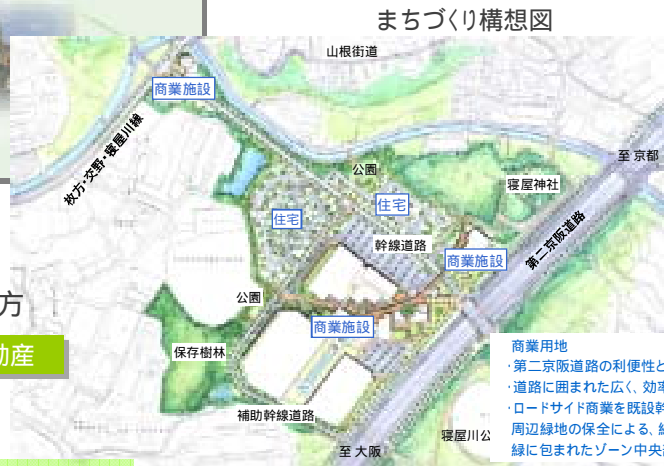 まちづくり構想図
山根街道
商業施設
枚方・交野・寝屋川線
公園
至 京都
寝屋神社
住宅
住宅
第二京阪道路
幹線道路
商業施設
公園
方
商業施設
動産
保存樹林
補助幹線道路
寝屋川公
至 大阪
商業用地
・第二京阪道路の利便性と
・道路に囲まれた広く、効率
・ロードサイド商業を既設幹
周辺緑地の保全による、緑
緑に包まれたゾーン中央